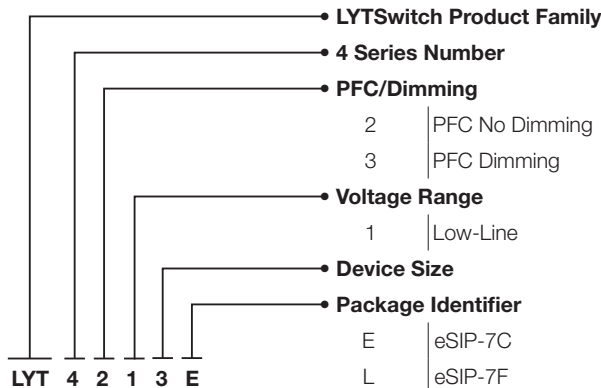 • LYTSwitch Product Family
• 4 Series Number
• PFC/Dimming
2 PFC No Dimming
3 PFC Dimming
• Voltage Range
1 Low-Line
• Device Size
• Package Identifier
E eSIP-7C
L eSIP-7F
LYT 4 2 1 3 E